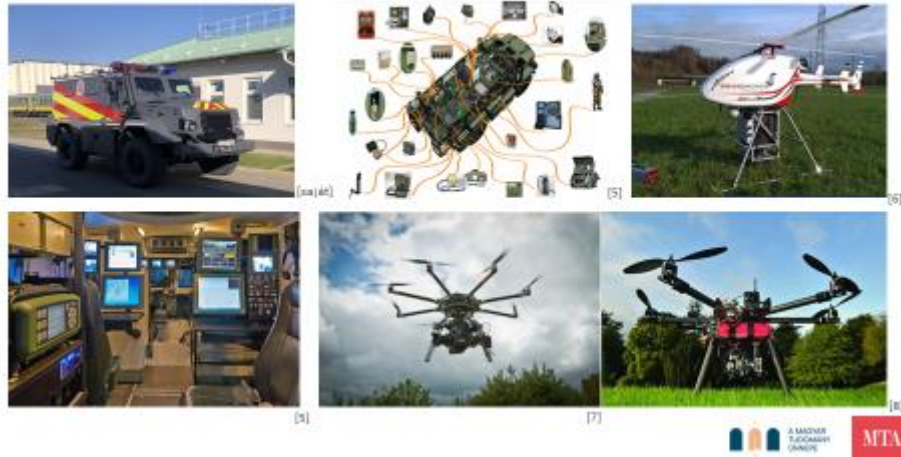 [saját]
[5]
[6]
[5]
[7]
[8]
A MAGYAR
TUDOMÁNY
ÜNNEPE
MTA